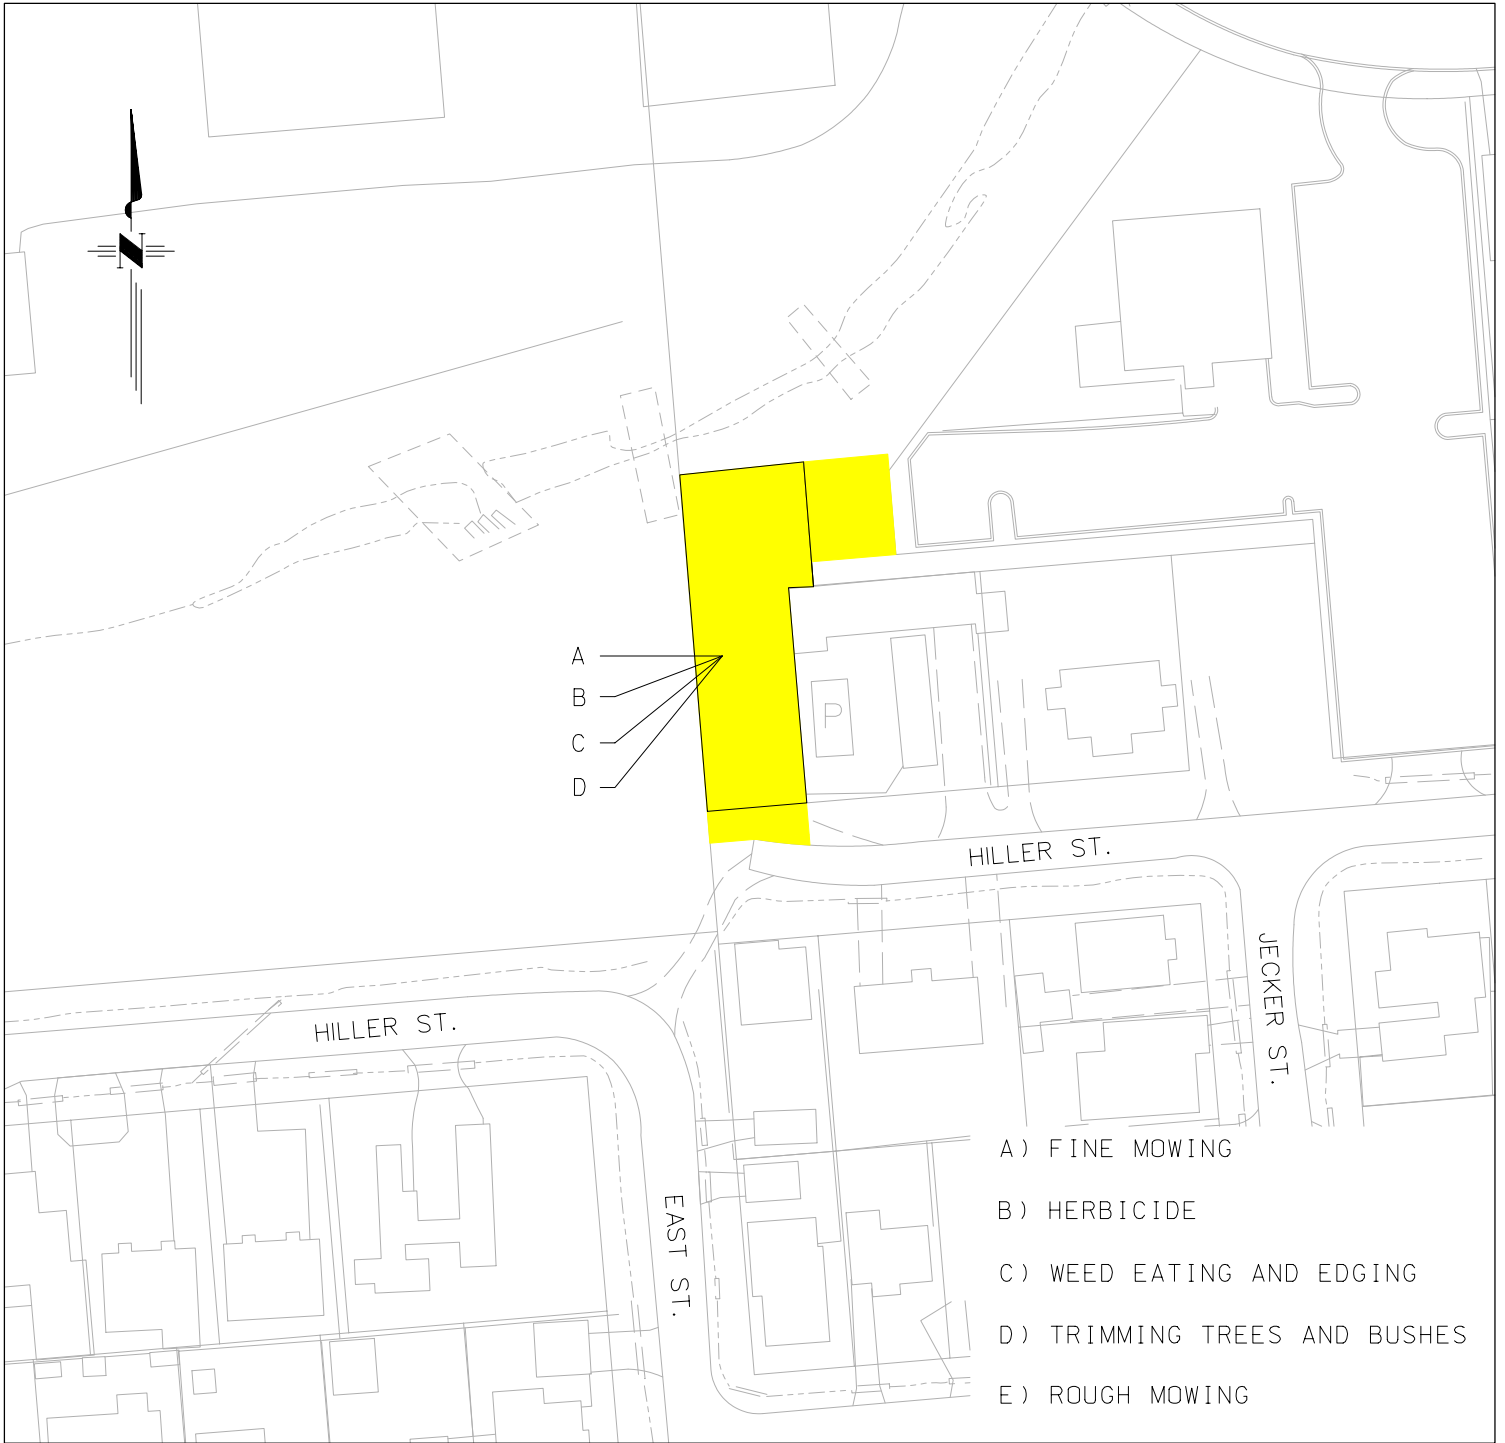 N
A
B
C
D
P
HILLER ST.
HILLER ST.
JECKER ST.
EAST ST.
A) FINE MOWING
B) HERBICIDE
C) WEED EATING AND EDGING
D) TRIMMING TREES AND BUSHES
E) ROUGH MOWING